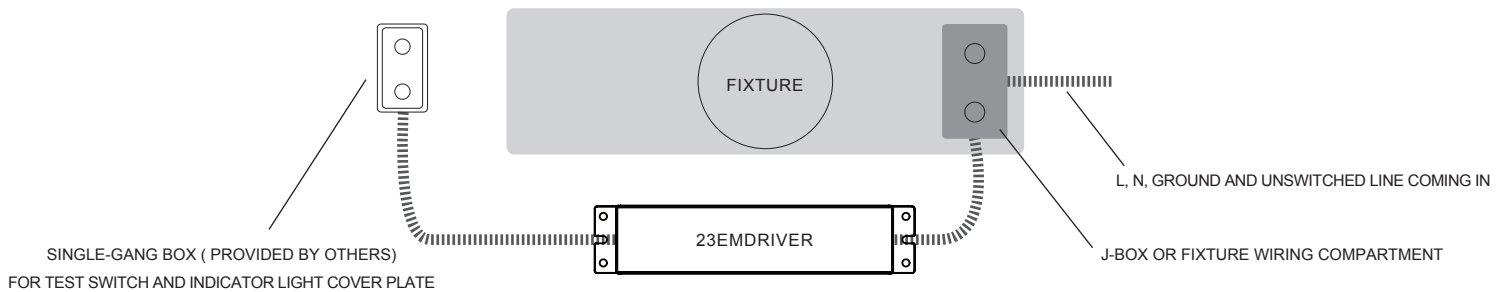 FIXTURE
L, N, GROUND AND UNSWITCHED LINE COMING IN
23EMDRIVER
SINGLE-GANG BOX ( PROVIDED BY OTHERS)
FOR TEST SWITCH AND INDICATOR LIGHT COVER PLATE
J-BOX OR FIXTURE WIRING COMPARTMENT